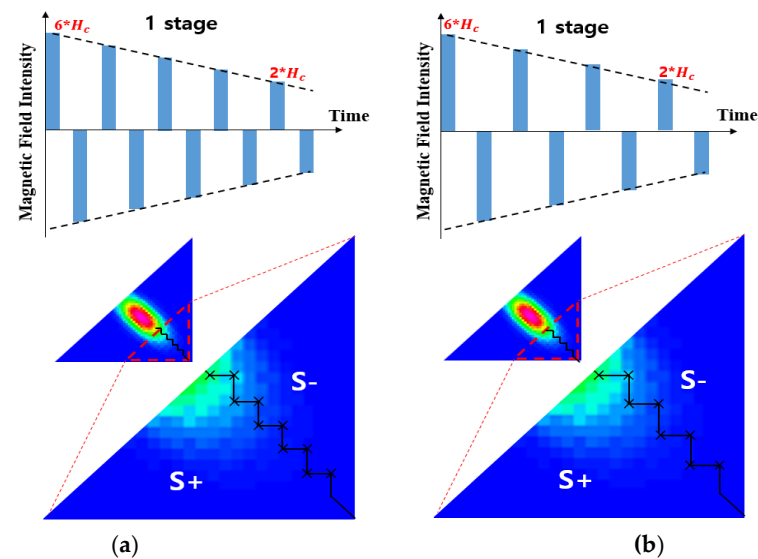 6*Hc
1 stage
2*Hc
Time
Magnetic Field Intensity
S-
S+
(a)
6*Hc
1 stage
2*Hc
Time
Magnetic Field Intensity
S-
S+
(b)